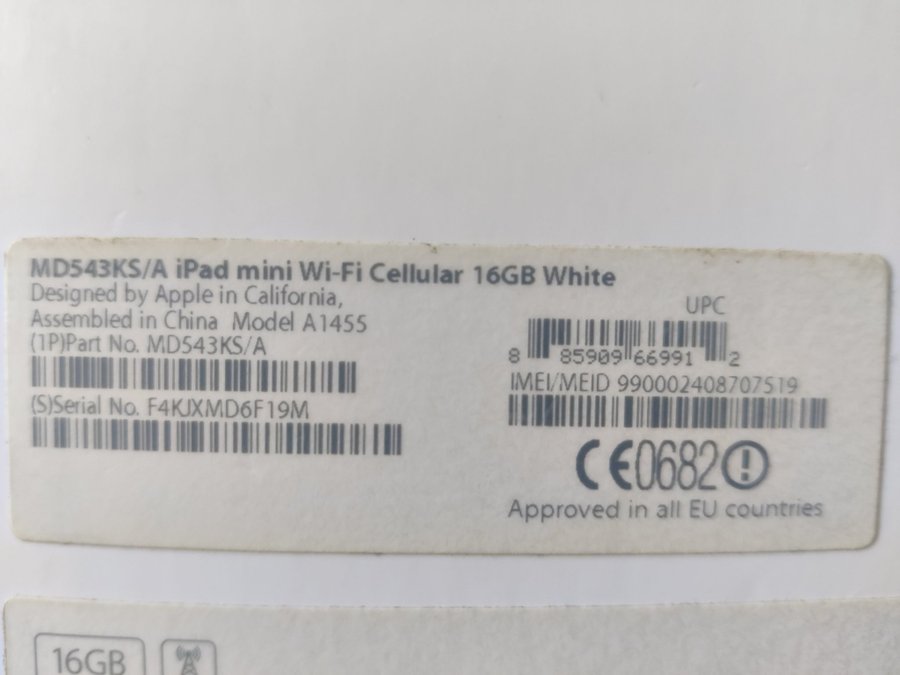 MD543KS/A iPad mini Wi-Fi Cellular 16GB White
Designed by Apple in California,
Assembled in China Model A1455
(1P)Part No. MD543KS/A
(S)Serial No. F4KJXMD6F19M
UPC
8 85909 66991 2
IMEI/MEID 990002408707519
CE0682
Approved in all EU countries
16GB